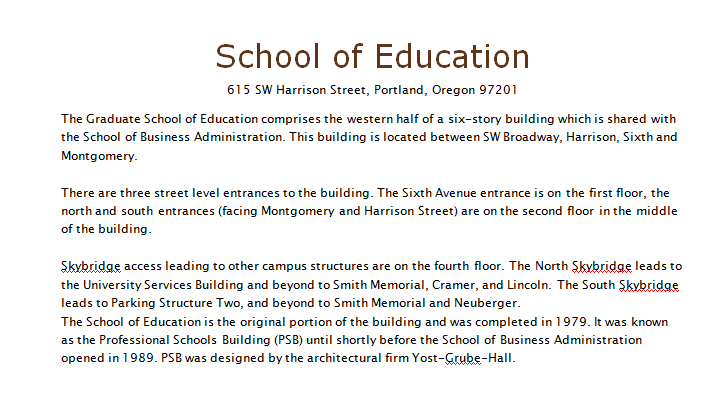 School of Education
615 SW Harrison Street, Portland, Oregon 97201
The Graduate School of Education comprises the western half of a six-story building which is shared with
the School of Business Administration. This building is located between SW Broadway, Harrison, Sixth and
Montgomery.
There are three street level entrances to the building. The Sixth Avenue entrance is on the first floor, the
north and south entrances (facing Montgomery and Harrison Street) are on the second floor in the middle
of the building.
Skybridge access leading to other campus structures are on the fourth floor. The North Skybridge leads to
the University Services Building and beyond to Smith Memorial, Cramer, and Lincoln. The South Skybridge
leads to Parking Structure Two, and beyond to Smith Memorial and Neuberger.
The School of Education is the original portion of the building and was completed in 1979. It was known
as the Professional Schools Building (PSB) until shortly before the School of Business Administration
opened in 1989. PSB was designed by the architectural firm Yost-Grube-Hall.